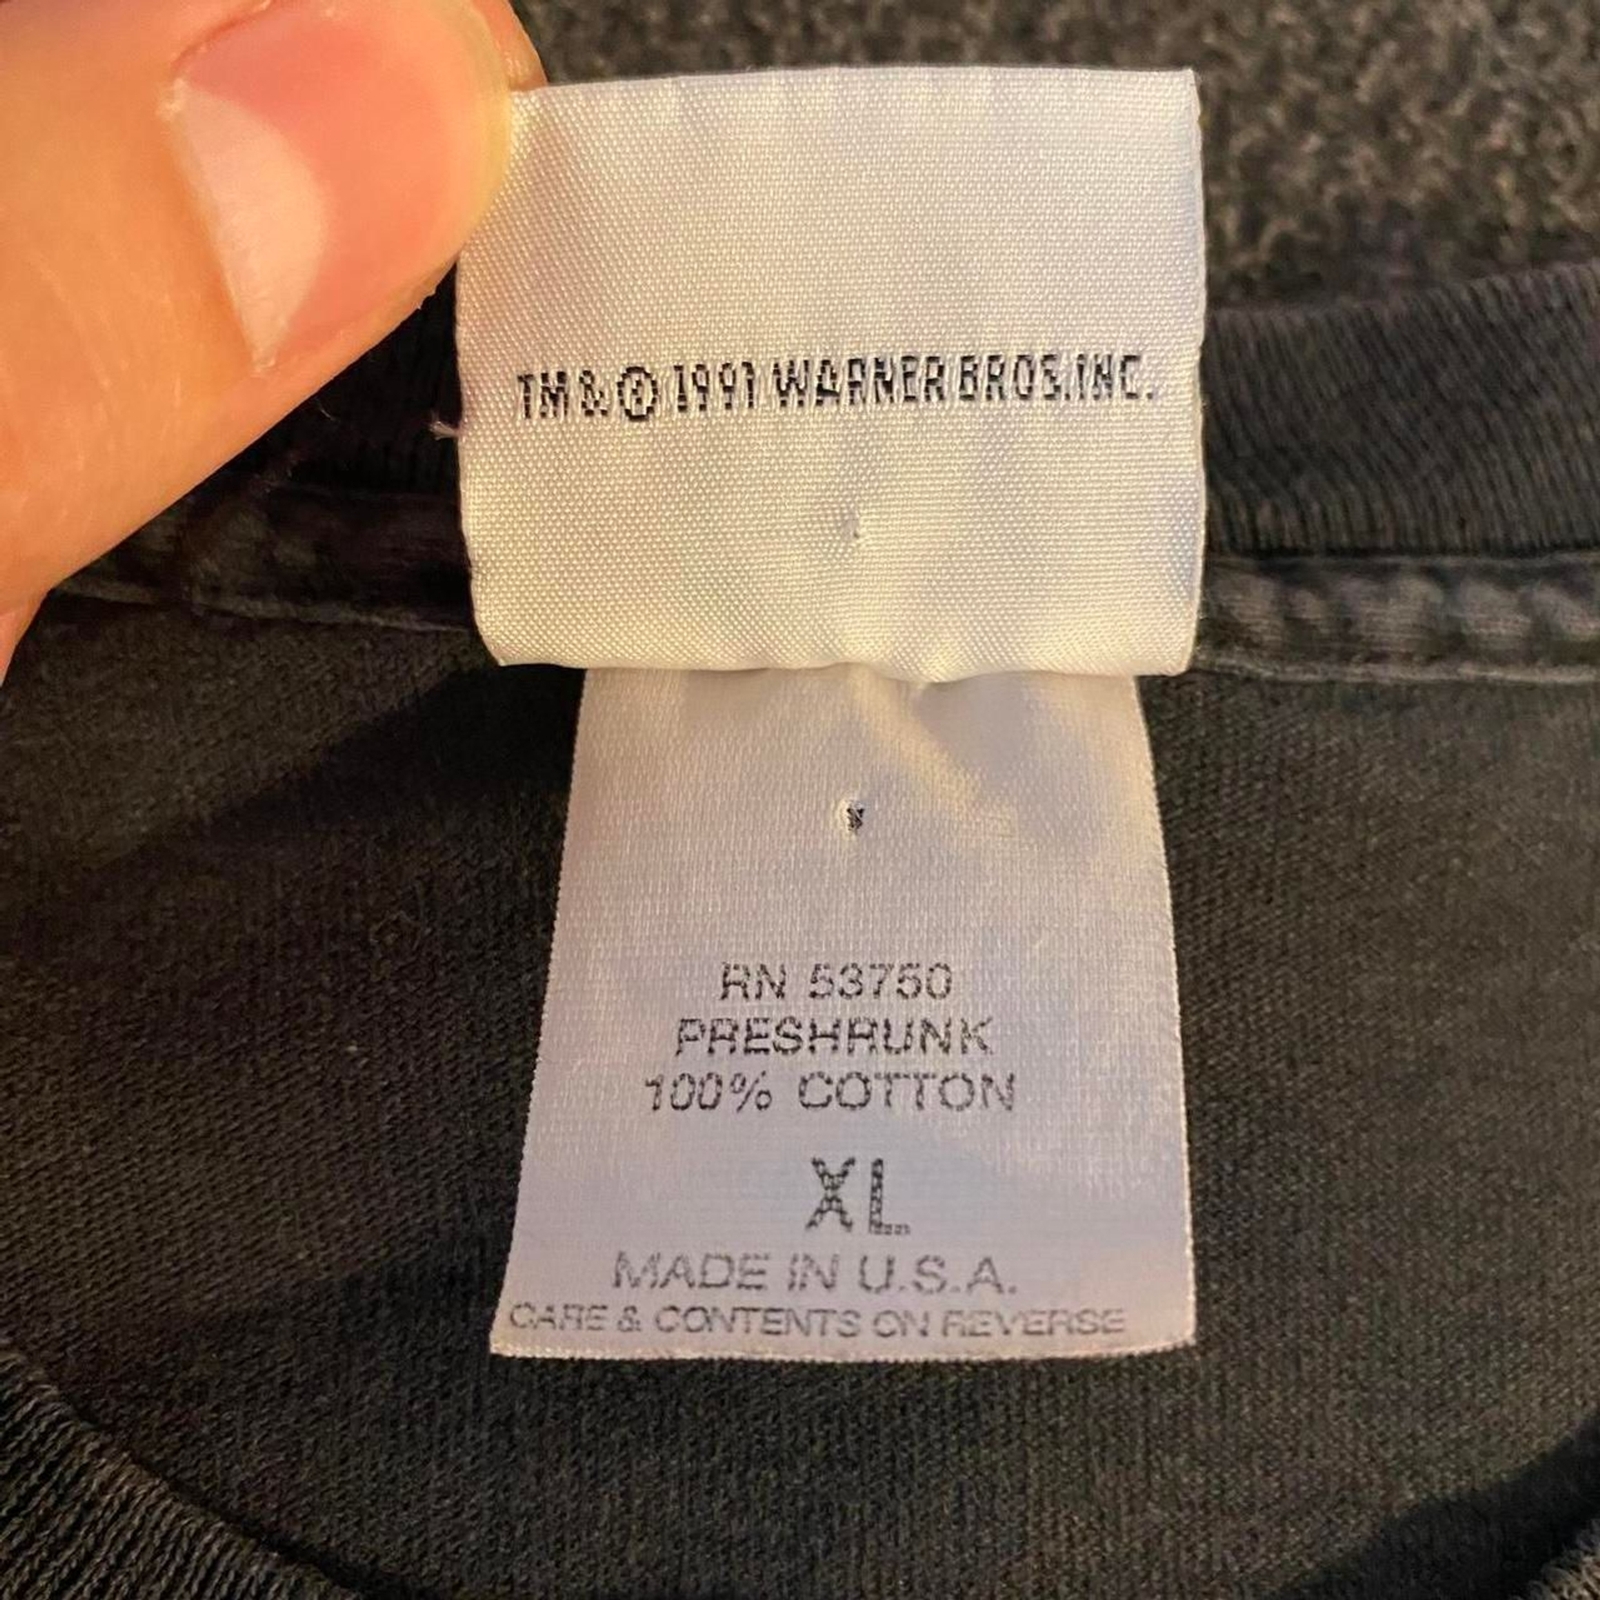 TM & © 1991 WARNER BROS. INC.
RN 53750
PRESHRUNK
100% COTTON
XL
MADE IN U.S.A.
CARE & CONTENTS ON REVERSE